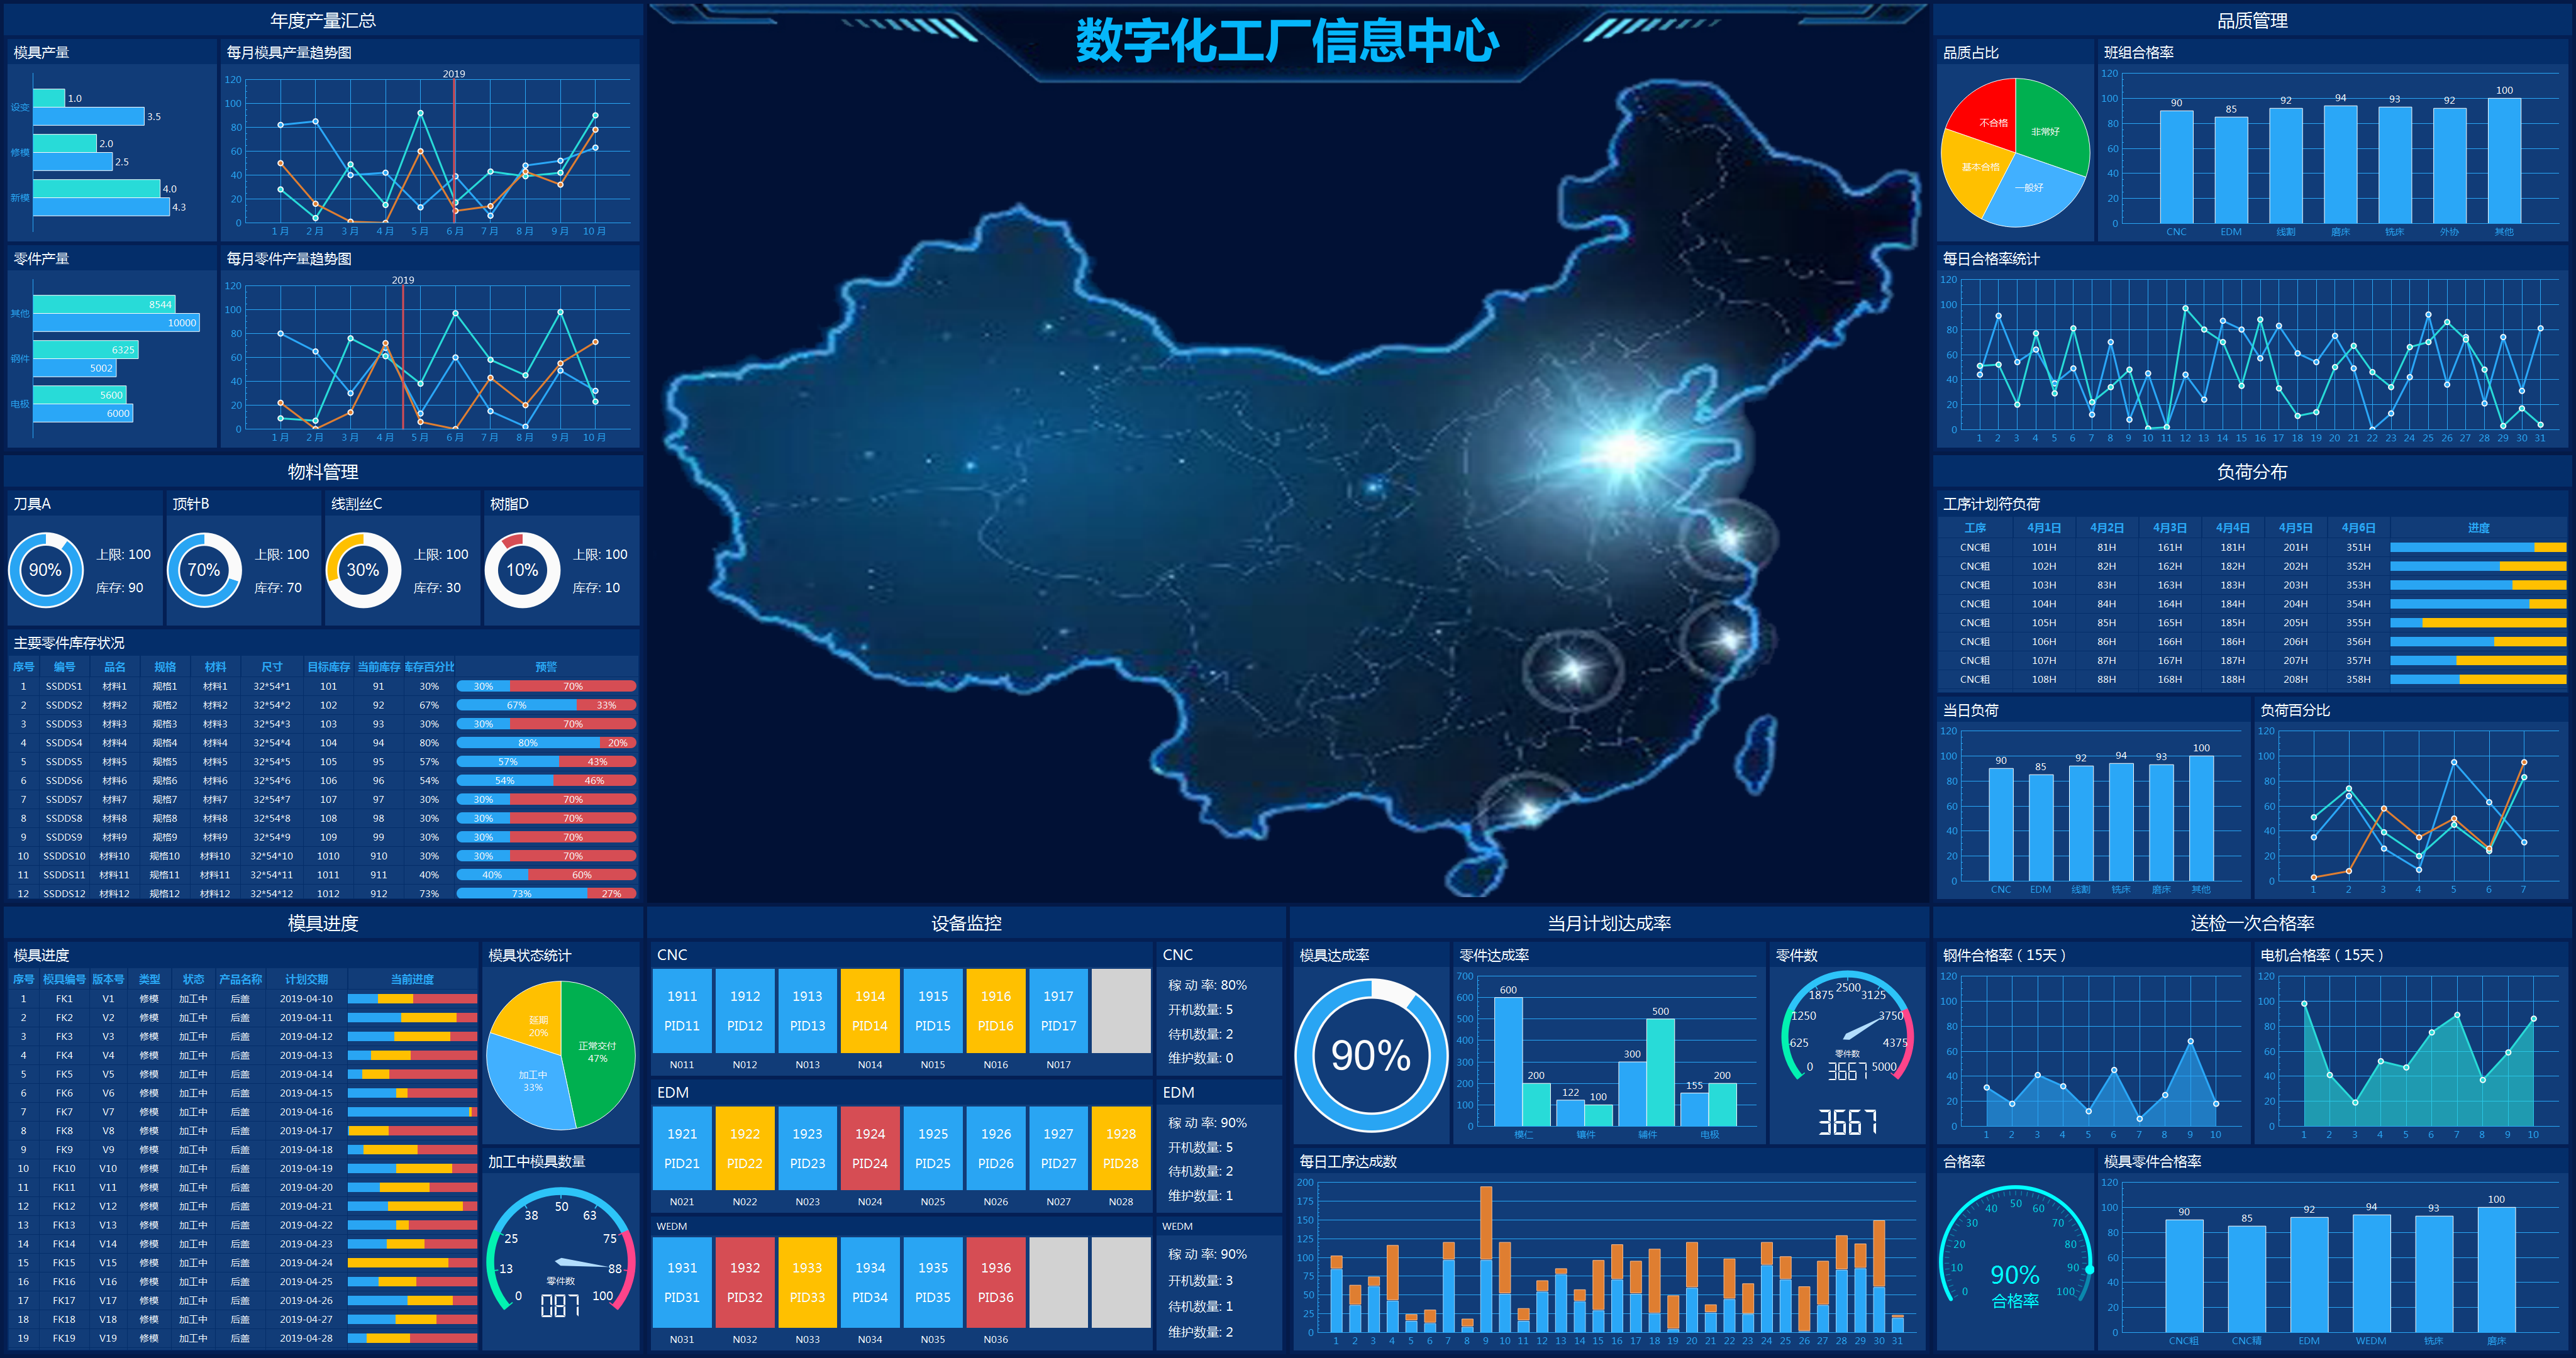 数字化工厂信息中心
年度产量汇总
模具产量
设变 1.0 3.5
修模 2.0 2.5
新模 4.0 4.3
每月模具产量趋势图
2019
120
100
80
60
40
20
0
1月 2月 3月 4月 5月 6月 7月 8月 9月 10月
零件产量
其他 8544 10000
钢件 6325 5002
电极 5600 6000
每月零件产量趋势图
2019
120
100
80
60
40
20
0
1月 2月 3月 4月 5月 6月 7月 8月 9月 10月
物料管理
刀具A
90%
上限: 100
库存: 90
顶针B
70%
上限: 100
库存: 70
线割丝C
30%
上限: 100
库存: 30
树脂D
10%
上限: 100
库存: 10
主要零件库存状况
序号 编号 品名 规格 材料 尺寸 目标库存 当前库存 库存百分比 预警
1 SSDDS1 材料1 规格1 材料1 32*54*1 101 91 30% 30% 70%
2 SSDDS2 材料2 规格2 材料2 32*54*2 102 92 67% 67% 33%
3 SSDDS3 材料3 规格3 材料3 32*54*3 103 93 30% 30% 70%
4 SSDDS4 材料4 规格4 材料4 32*54*4 104 94 80% 80% 20%
5 SSDDS5 材料5 规格5 材料5 32*54*5 105 95 57% 57% 43%
6 SSDDS6 材料6 规格6 材料6 32*54*6 106 96 54% 54% 46%
7 SSDDS7 材料7 规格7 材料7 32*54*7 107 97 30% 30% 70%
8 SSDDS8 材料8 规格8 材料8 32*54*8 108 98 30% 30% 70%
9 SSDDS9 材料9 规格9 材料9 32*54*9 109 99 30% 30% 70%
10 SSDDS10 材料10 规格10 材料10 32*54*10 1010 910 30% 30% 70%
11 SSDDS11 材料11 规格11 材料11 32*54*11 1011 911 40% 40% 60%
12 SSDDS12 材料12 规格12 材料12 32*54*12 1012 912 73% 73% 27%
品质管理
品质占比
不合格 非常好
基本合格 一般好
班组合格率
120
100
80
60
40
20
0
90 85 92 94 93 92 100
CNC EDM 线割 磨床 铣床 外协 其他
每日合格率统计
120
100
80
60
40
20
0
1 2 3 4 5 6 7 8 9 10 11 12 13 14 15 16 17 18 19 20 21 22 23 24 25 26 27 28 29 30 31
负荷分布
工序计划符负荷
工序 4月1日 4月2日 4月3日 4月4日 4月5日 4月6日 进度
CNC粗 101H 81H 161H 181H 201H 351H
CNC粗 102H 82H 162H 182H 202H 352H
CNC粗 103H 83H 163H 183H 203H 353H
CNC粗 104H 84H 164H 184H 204H 354H
CNC粗 105H 85H 165H 185H 205H 355H
CNC粗 106H 86H 166H 186H 206H 356H
CNC粗 107H 87H 167H 187H 207H 357H
CNC粗 108H 88H 168H 188H 208H 358H
当日负荷
120
100
80
60
40
20
0
90 85 92 94 93 100
CNC EDM 线割 铣床 磨床 其他
负荷百分比
120
100
80
60
40
20
0
1 2 3 4 5 6 7
模具进度
模具进度
序号 模具编号 版本号 类型 状态 产品名称 计划交期 当前进度
1 FK1 V1 修模 加工中 后盖 2019-04-10
2 FK2 V2 修模 加工中 后盖 2019-04-11
3 FK3 V3 修模 加工中 后盖 2019-04-12
4 FK4 V4 修模 加工中 后盖 2019-04-13
5 FK5 V5 修模 加工中 后盖 2019-04-14
6 FK6 V6 修模 加工中 后盖 2019-04-15
7 FK7 V7 修模 加工中 后盖 2019-04-16
8 FK8 V8 修模 加工中 后盖 2019-04-17
9 FK9 V9 修模 加工中 后盖 2019-04-18
10 FK10 V10 修模 加工中 后盖 2019-04-19
11 FK11 V11 修模 加工中 后盖 2019-04-20
12 FK12 V12 修模 加工中 后盖 2019-04-21
13 FK13 V13 修模 加工中 后盖 2019-04-22
14 FK14 V14 修模 加工中 后盖 2019-04-23
15 FK15 V15 修模 加工中 后盖 2019-04-24
16 FK16 V16 修模 加工中 后盖 2019-04-25
17 FK17 V17 修模 加工中 后盖 2019-04-26
18 FK18 V18 修模 加工中 后盖 2019-04-27
19 FK19 V19 修模 加工中 后盖 2019-04-28
模具状态统计
延期
20%
正常交付
47%
加工中
33%
加工中模具数量
0 13 25 38 50 63 75 88 100
零件数
087
设备监控
CNC
1911 1912 1913 1914 1915 1916 1917
PID11 PID12 PID13 PID14 PID15 PID16 PID17
N011 N012 N013 N014 N015 N016 N017
CNC
稼 动 率: 80%
开机数量: 5
待机数量: 2
维护数量: 0
EDM
1921 1922 1923 1924 1925 1926 1927 1928
PID21 PID22 PID23 PID24 PID25 PID26 PID27 PID28
N021 N022 N023 N024 N025 N026 N027 N028
EDM
稼 动 率: 90%
开机数量: 5
待机数量: 2
维护数量: 1
WEDM
1931 1932 1933 1934 1935 1936
PID31 PID32 PID33 PID34 PID35 PID36
N031 N032 N033 N034 N035 N036
WEDM
稼 动 率: 90%
开机数量: 3
待机数量: 1
维护数量: 2
当月计划达成率
模具达成率
90%
零件达成率
700
600
500
400
300
200
100
0
600 200 122 100 300 500 155 200
模仁 镶件 辅件 电极
零件数
0 625 1250 1875 2500 3125 3750 4375 5000
零件数
3667
3667
每日工序达成数
200
175
150
125
100
75
50
25
0
1 2 3 4 5 6 7 8 9 10 11 12 13 14 15 16 17 18 19 20 21 22 23 24 25 26 27 28 29 30 31
送检一次合格率
钢件合格率 ( 15天 )
120
100
80
60
40
20
0
1 2 3 4 5 6 7 8 9 10
电机合格率 ( 15天 )
120
100
80
60
40
20
0
1 2 3 4 5 6 7 8 9 10
合格率
0 10 20 30 40 50 60 70 80 90 100
90%
合格率
模具零件合格率
120
100
80
60
40
20
0
90 85 92 94 93 100
CNC粗 CNC精 EDM WEDM 铣床 磨床